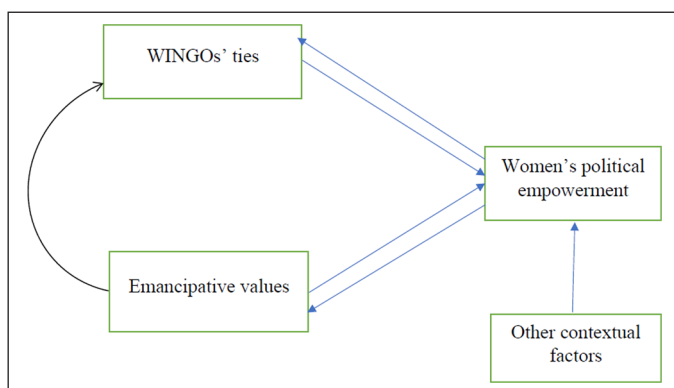 WINGOs’ ties
Women’s political
empowerment
Emancipative values
Other contextual
factors